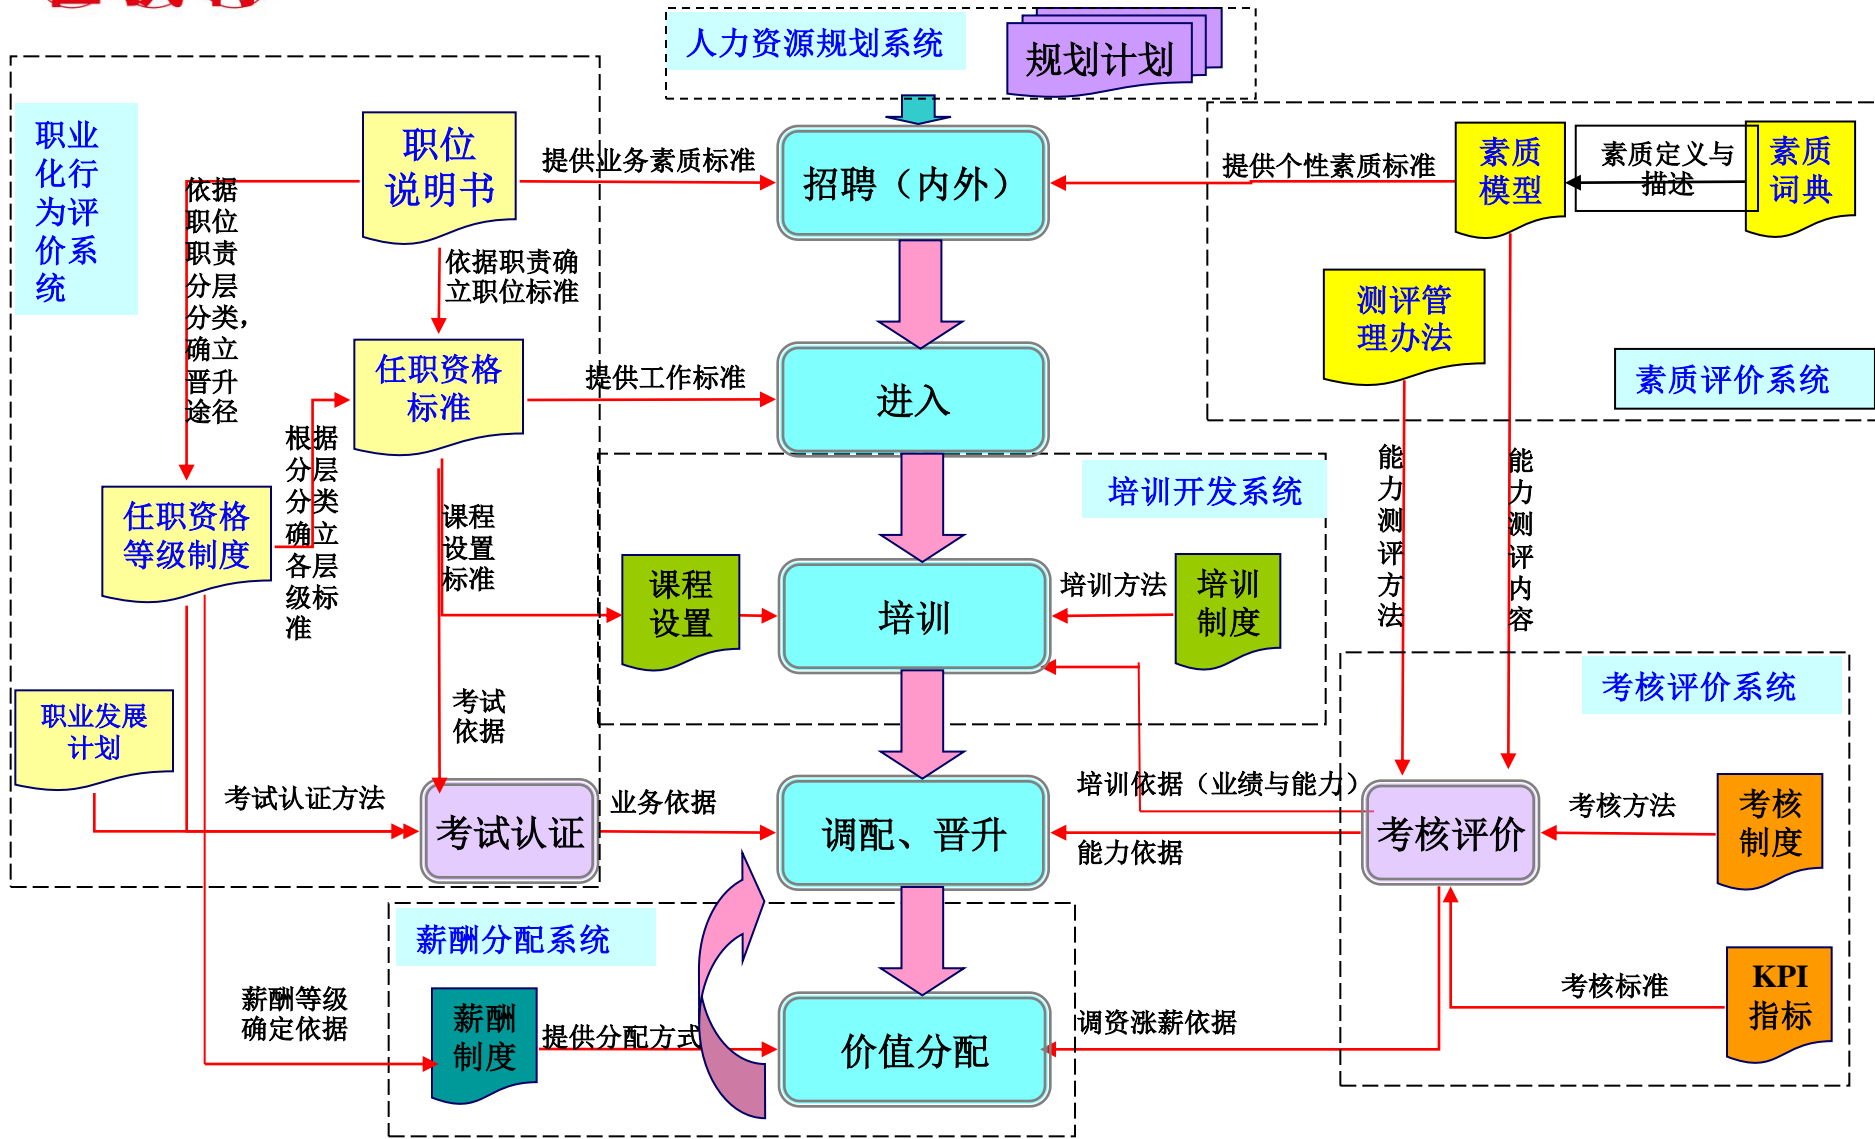 人力资源规划系统
规划计划
职业
化行
为评
价系
统
职位
说明书
提供业务素质标准
招聘（内外）
提供个性素质标准
素质
模型
素质定义与
描述
素质
词典
依据
职位
职责
分层
分类，
确立
晋升
途径
依据职责确
立职位标准
测评管
理办法
素质评价系统
任职资格
标准
提供工作标准
进入
根据
分层
分类
确立
各层
级标
准
培训开发系统
能
力
测
评
方
法
能
力
测
评
内
容
任职资格
等级制度
课程
设置
标准
课程
设置
培训
培训方法
培训
制度
考核评价系统
职业发展
计划
考试
依据
考试认证方法
考试认证
业务依据
调配、晋升
培训依据（业绩与能力）
能力依据
考核评价
考核方法
考核
制度
薪酬分配系统
薪酬等级
确定依据
薪酬
制度
提供分配方式
价值分配
调资涨薪依据
考核标准
KPI
指标